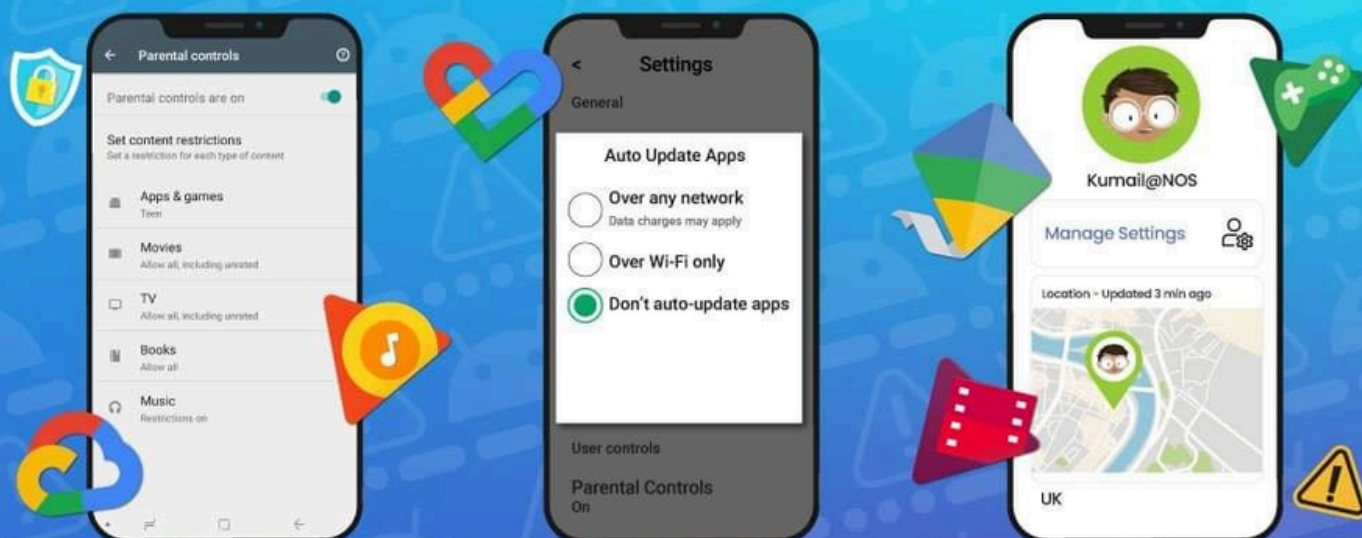 Parental controls
Parental controls are on
Set content restrictions
Set a restriction for each type of content
Apps & games
Teen
Movies
Allow all, including unrated
TV
Allow all, including unrated
Books
Allow all
Music
Restrictions on
Settings
General
Auto Update Apps
Over any network
Data charges may apply
Over Wi-Fi only
Don't auto-update apps
User controls
Parental Controls
On
Kumail@NOS
Manage Settings
Location - Updated 3 min ago
UK